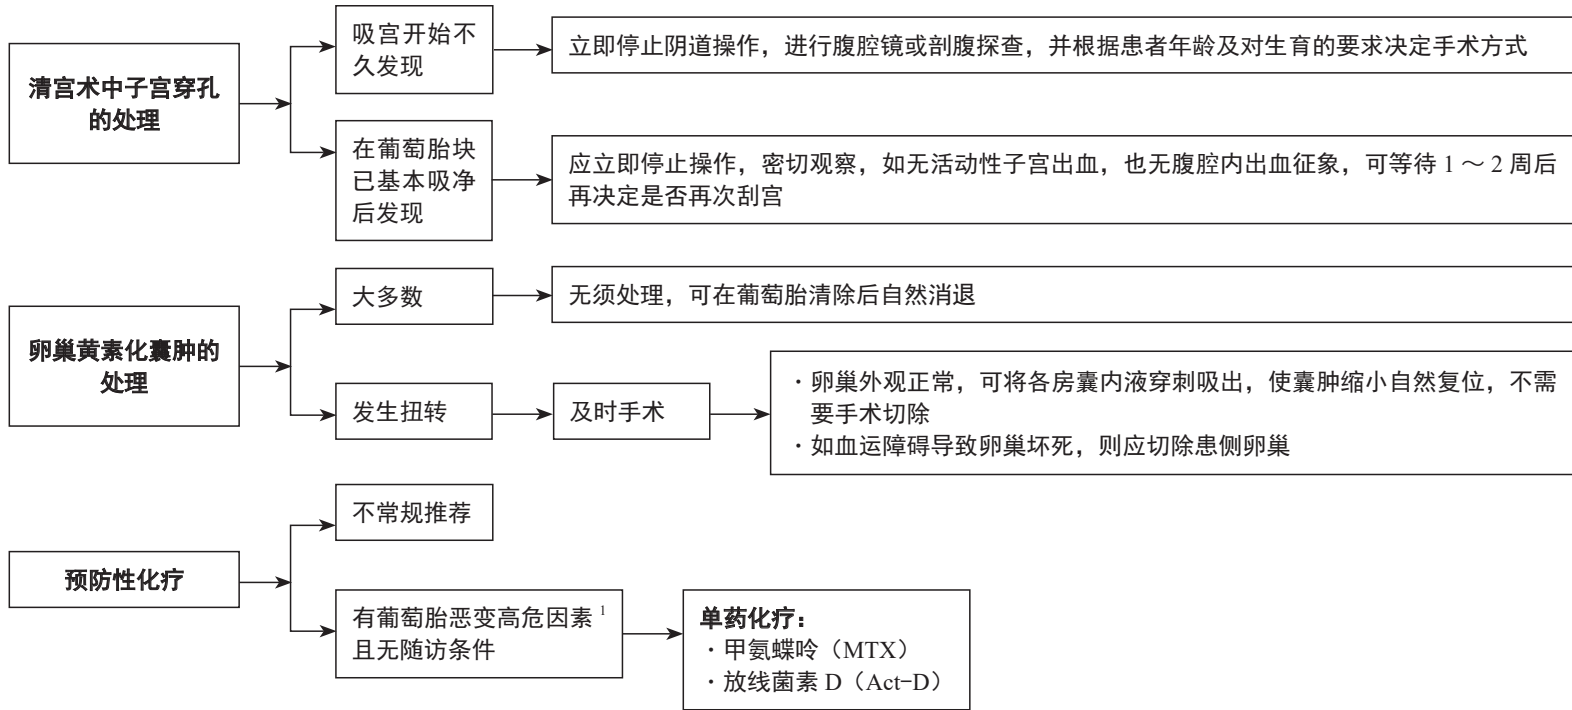 清宫术中子宫穿孔
的处理
吸宫开始不
久发现
立即停止阴道操作，进行腹腔镜或剖腹探查，并根据患者年龄及对生育的要求决定手术方式
在葡萄胎块
已基本吸净
后发现
应立即停止操作，密切观察，如无活动性子宫出血，也无腹腔内出血征象，可等待 1～2 周后
再决定是否再次刮宫
卵巢黄素化囊肿的
处理
大多数
无须处理，可在葡萄胎清除后自然消退
发生扭转
及时手术
·卵巢外观正常，可将各房囊内液穿刺吸出，使囊肿缩小自然复位，不需
要手术切除
·如血运障碍导致卵巢坏死，则应切除患侧卵巢
预防性化疗
不常规推荐
有葡萄胎恶变高危因素 1
且无随访条件
单药化疗：
·甲氨蝶呤（MTX）
·放线菌素 D（Act-D）